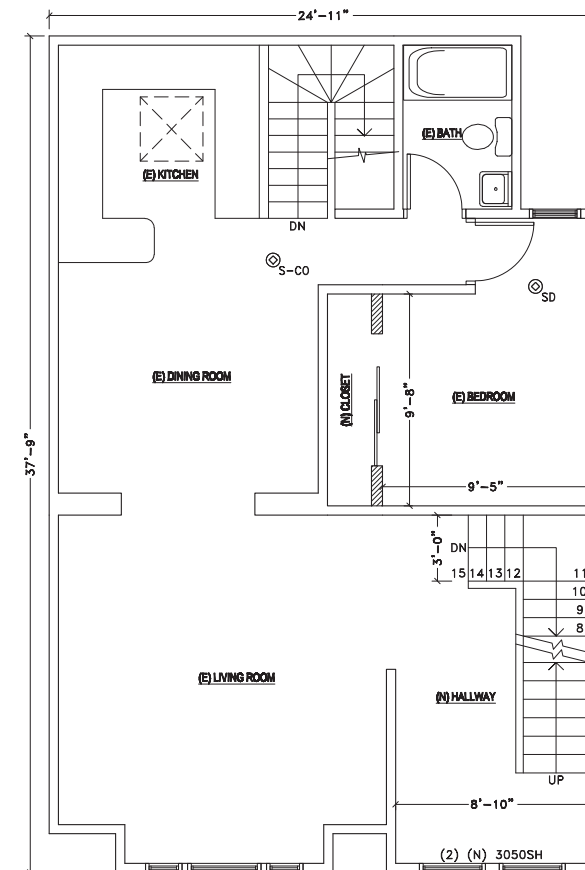 24'-11"
(E) BATH
(E) KITCHEN
DN
S-CO
SD
(E) DINING ROOM
(N) CLOSET
9'-8"
(E) BEDROOM
37'-9"
9'-5"
3'-0"
DN
15 14 13 12 11
10
9
8
(E) LIVING ROOM
(N) HALLWAY
UP
8'-10"
(2) (N) 3050SH